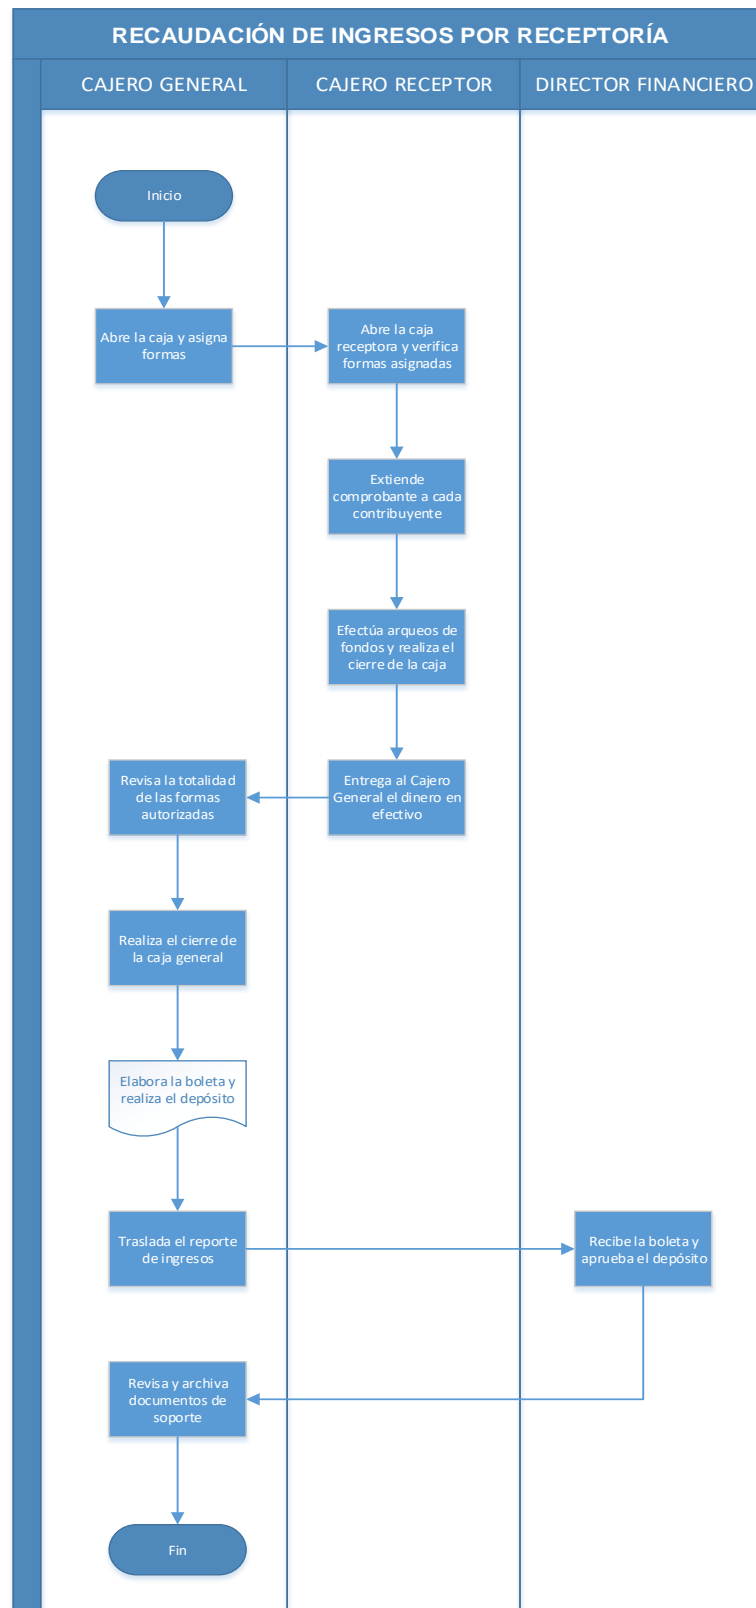 RECAUDACIÓN DE INGRESOS POR RECEPTORÍA
CAJERO GENERAL
CAJERO RECEPTOR
DIRECTOR FINANCIERO
Inicio
Abre la caja y asigna
formas
Abre la caja
receptora y verifica
formas asignadas
Extiende
comprobante a cada
contribuyente
Efectúa arqueos de
fondos y realiza el
cierre de la caja
Entrega al Cajero
General el dinero en
efectivo
Revisa la totalidad
de las formas
autorizadas
Realiza el cierre de
la caja general
Elabora la boleta y
realiza el depósito
Traslada el reporte
de ingresos
Recibe la boleta y
aprueba el depósito
Revisa y archiva
documentos de
soporte
Fin